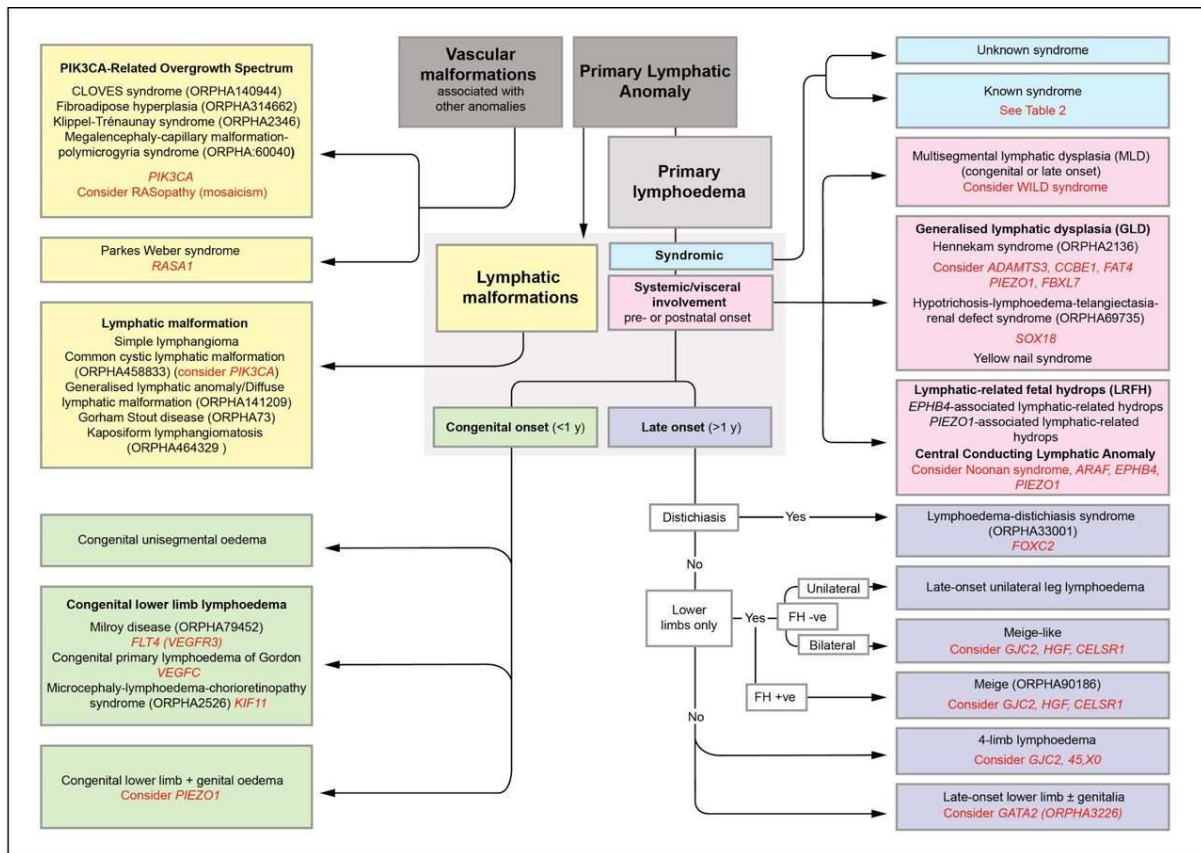 PIK3CA-Related Overgrowth Spectrum
CLOVES syndrome (ORPHA140944)
Fibroadipose hyperplasia (ORPHA314662)
Klippel-Trénaunay syndrome (ORPHA2346)
Megalencephaly-capillary malformation-
polymicrogyria syndrome (ORPHA:60040)
PIK3CA
Consider RASopathy (mosaicism)
Parkes Weber syndrome
RASA1
Lymphatic malformation
Simple lymphangioma
Common cystic lymphatic malformation
(ORPHA458833) (consider PIK3CA)
Generalised lymphatic anomaly/Diffuse
lymphatic malformation (ORPHA141209)
Gorham Stout disease (ORPHA73)
Kaposiform lymphangiomatosis
(ORPHA464329 )
Congenital unisegmental oedema
Congenital lower limb lymphoedema
Milroy disease (ORPHA79452)
FLT4 (VEGFR3)
Congenital primary lymphoedema of Gordon
VEGFC
Microcephaly-lymphoedema-chorioretinopathy
syndrome (ORPHA2526) KIF11
Congenital lower limb + genital oedema
Consider PIEZO1
Vascular
malformations
associated with
other anomalies
Primary Lymphatic
Anomaly
Primary
lymphoedema
Lymphatic
malformations
Syndromic
Systemic/visceral
involvement
pre- or postnatal onset
Congenital onset (<1 y)
Late onset (>1 y)
Distichiasis
Yes
No
Lower
limbs only
Yes
Unilateral
FH -ve
Bilateral
FH +ve
No
Unknown syndrome
Known syndrome
See Table 2
Multisegmental lymphatic dysplasia (MLD)
(congenital or late onset)
Consider WILD syndrome
Generalised lymphatic dysplasia (GLD)
Hennekam syndrome (ORPHA2136)
Consider ADAMTS3, CCBE1, FAT4
PIEZO1, FBXL7
Hypotrichosis-lymphoedema-telangiectasia-
renal defect syndrome (ORPHA69735)
SOX18
Yellow nail syndrome
Lymphatic-related fetal hydrops (LRFH)
EPHB4-associated lymphatic-related hydrops
PIEZO1-associated lymphatic-related
hydrops
Central Conducting Lymphatic Anomaly
Consider Noonan syndrome, ARAF, EPHB4,
PIEZO1
Lymphoedema-distichiasis syndrome
(ORPHA33001)
FOXC2
Late-onset unilateral leg lymphoedema
Meige-like
Consider GJC2, HGF, CELSR1
Meige (ORPHA90186)
Consider GJC2, HGF, CELSR1
4-limb lymphoedema
Consider GJC2, 45,X0
Late-onset lower limb ± genitalia
Consider GATA2 (ORPHA3226)